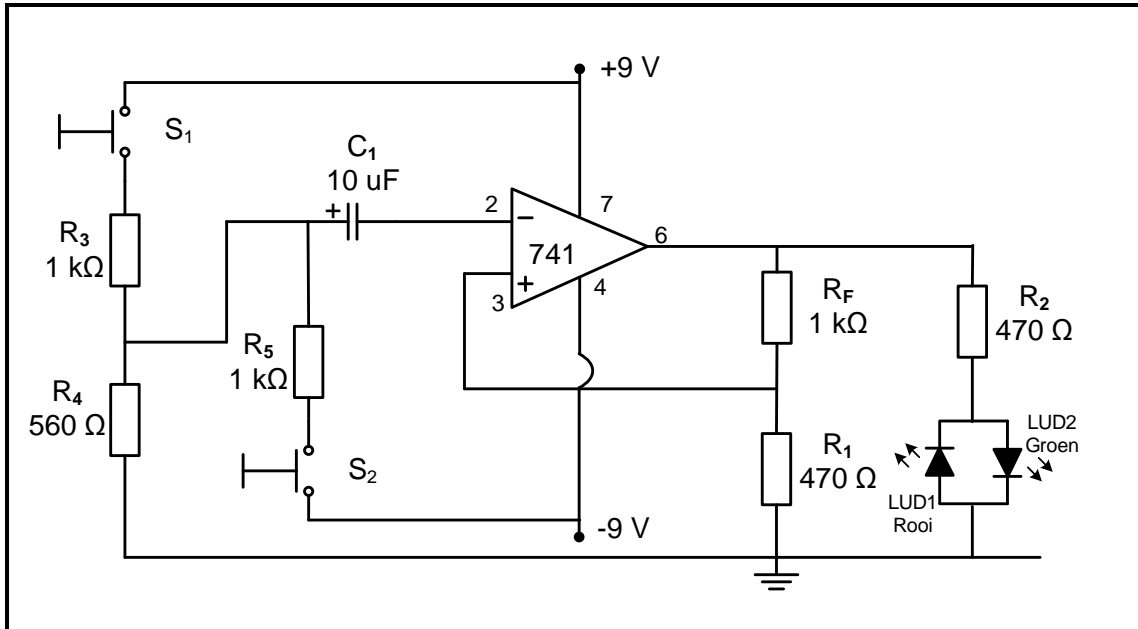 +9 V
S1
C1
10 uF
+
R3
1 kΩ
2
7
−
741
6
+
3
4
RF
1 kΩ
R2
470 Ω
R5
1 kΩ
R4
560 Ω
S2
R1
470 Ω
LUD2
Groen
LUD1
Rooi
-9 V